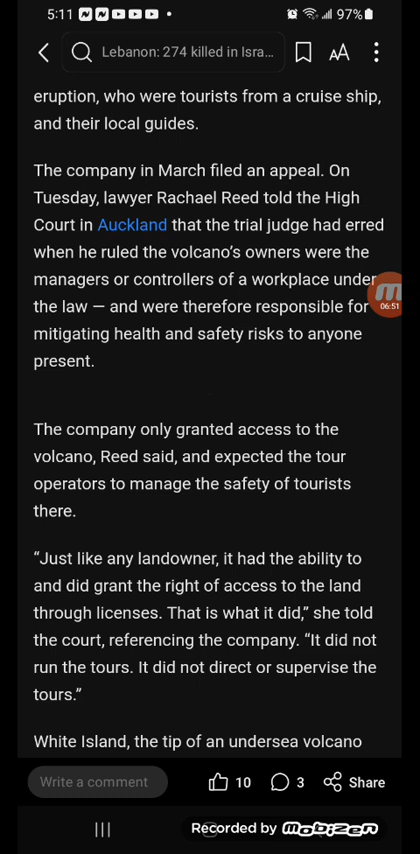 5:11
97%
Lebanon: 274 killed in Isra...
AA
eruption, who were tourists from a cruise ship,
and their local guides.
The company in March filed an appeal. On
Tuesday, lawyer Rachael Reed told the High
Court in Auckland that the trial judge had erred
when he ruled the volcano’s owners were the
managers or controllers of a workplace under
06:51
the law — and were therefore responsible for
mitigating health and safety risks to anyone
present.
The company only granted access to the
volcano, Reed said, and expected the tour
operators to manage the safety of tourists
there.
“Just like any landowner, it had the ability to
and did grant the right of access to the land
through licenses. That is what it did,” she told
the court, referencing the company. “It did not
run the tours. It did not direct or supervise the
tours.”
White Island, the tip of an undersea volcano
Write a comment
10
3
Share
Recorded by mobizen